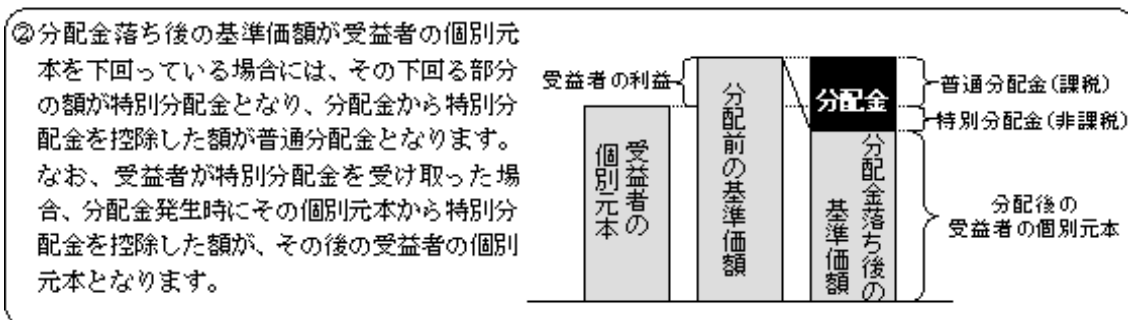 ②分配金落ち後の基準価額が受益者の個別元
本を下回っている場合には、その下回る部分
の額が特別分配金となり、分配金から特別分
配金を控除した額が普通分配金となります。
なお、受益者が特別分配金を受け取った場
合、分配金発生時にその個別元本から特別分
配金を控除した額が、その後の受益者の個別
元本となります。
受益者の利益
受益者の
個別元本
分配前の基準価額
分配金
分配金落ち後の
基準価額
普通分配金(課税)
特別分配金(非課税)
分配後の
受益者の個別元本